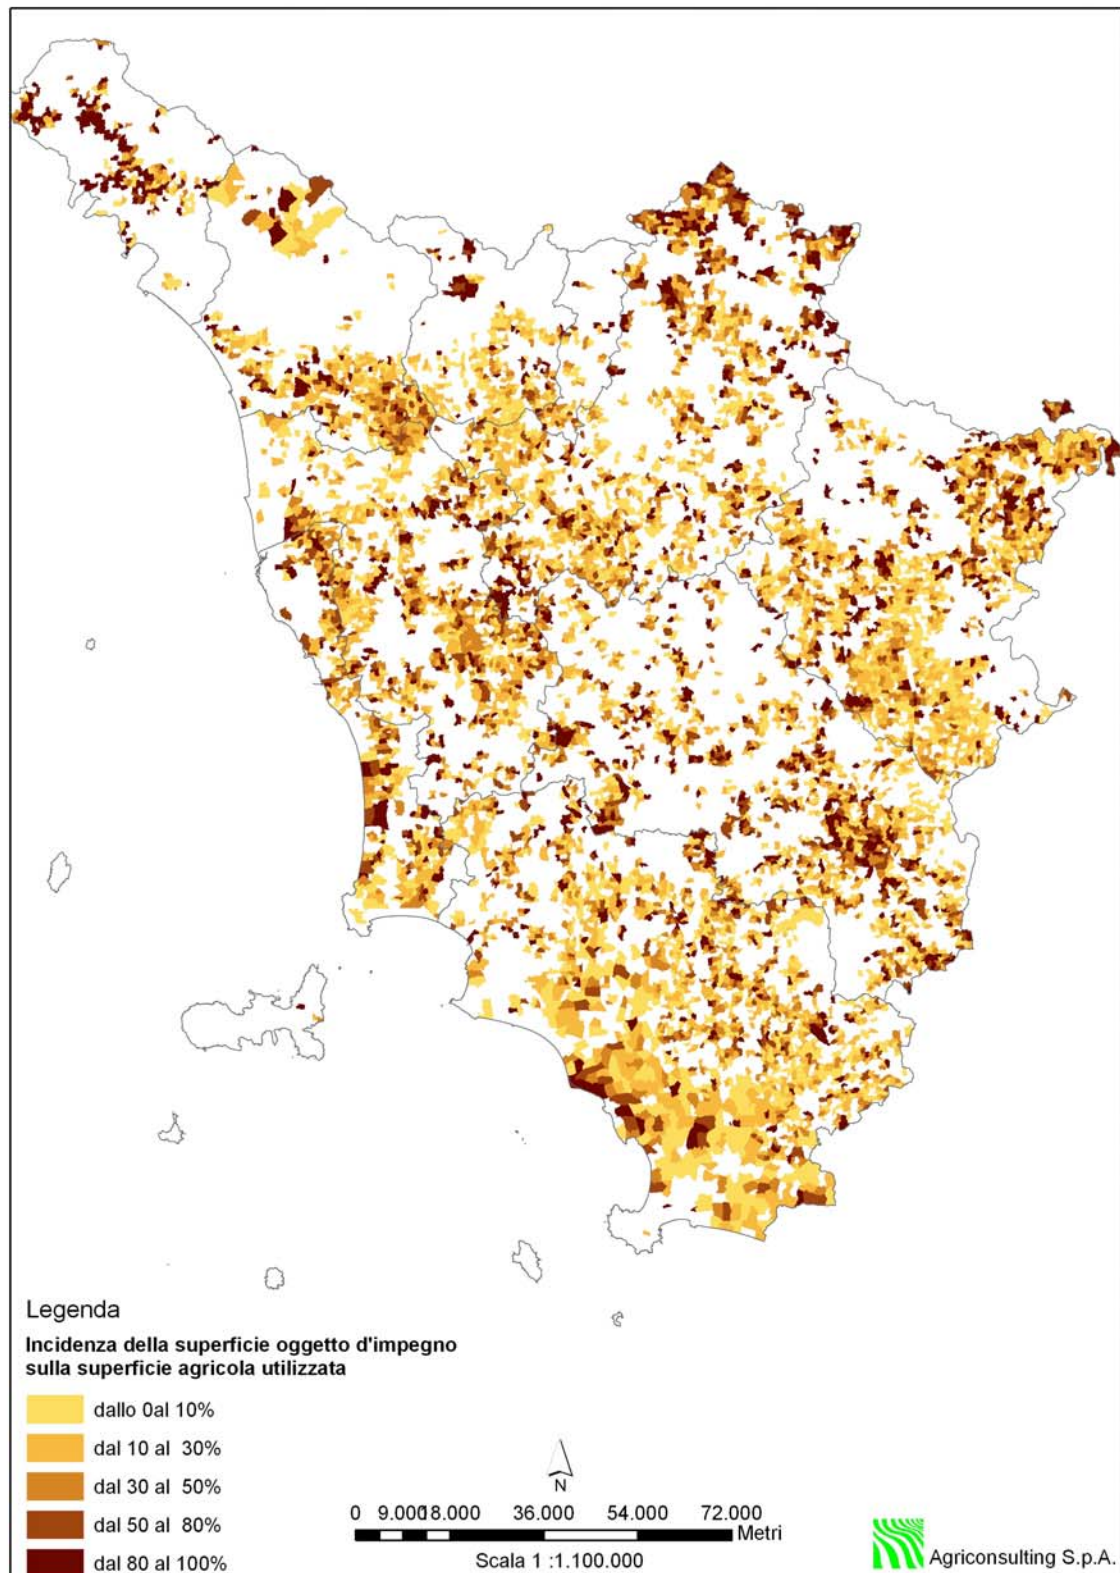 Legenda
Incidenza della superficie oggetto d'impegno
sulla superficie agricola utilizzata
dallo 0al 10%
dal 10 al 30%
dal 30 al 50%
dal 50 al 80%
dal 80 al 100%
N
0 9.000 18.000 36.000 54.000 72.000
Metri
Scala 1 :1.100.000
Agriconsulting S.p.A.